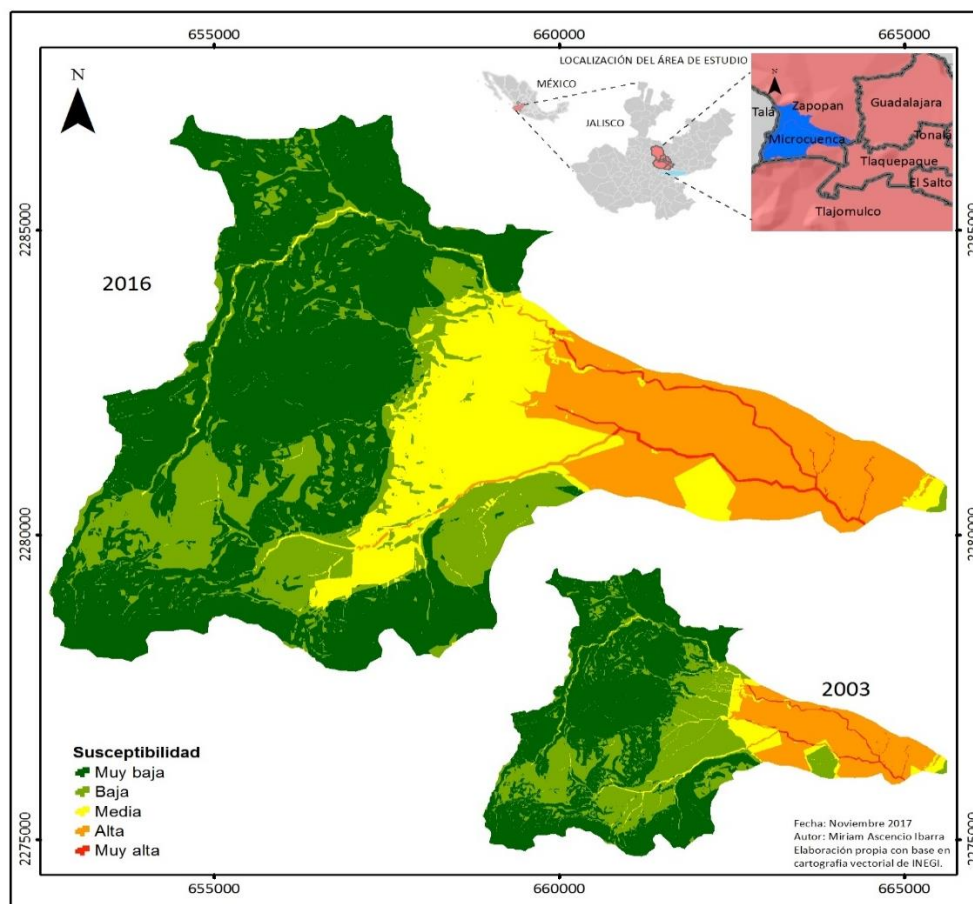 655000
660000
665000
LOCALIZACIÓN DEL ÁREA DE ESTUDIO
N
MÉXICO
JALISCO
N
Zapopan
Guadalajara
Tala
Microcuenca
Tonalá
Tlaquepaque
El Salto
Tlajomulco
2285000
2285000
2016
2280000
2280000
2003
Susceptibilidad
Muy baja
Baja
Media
Alta
Muy alta
Fecha: Noviembre 2017
Autor: Miriam Ascencio Ibarra
Elaboración propia con base en
cartografía vectorial de INEGI.
2275000
2275000
655000
660000
665000